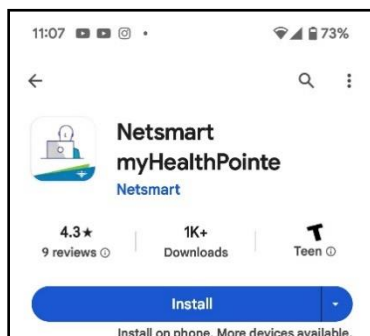 11:07 73%
Netsmart
myHealthPointe
Netsmart
4.3★ 1K+ T
9 reviews Downloads Teen
Install
Install on phone. More devices available.